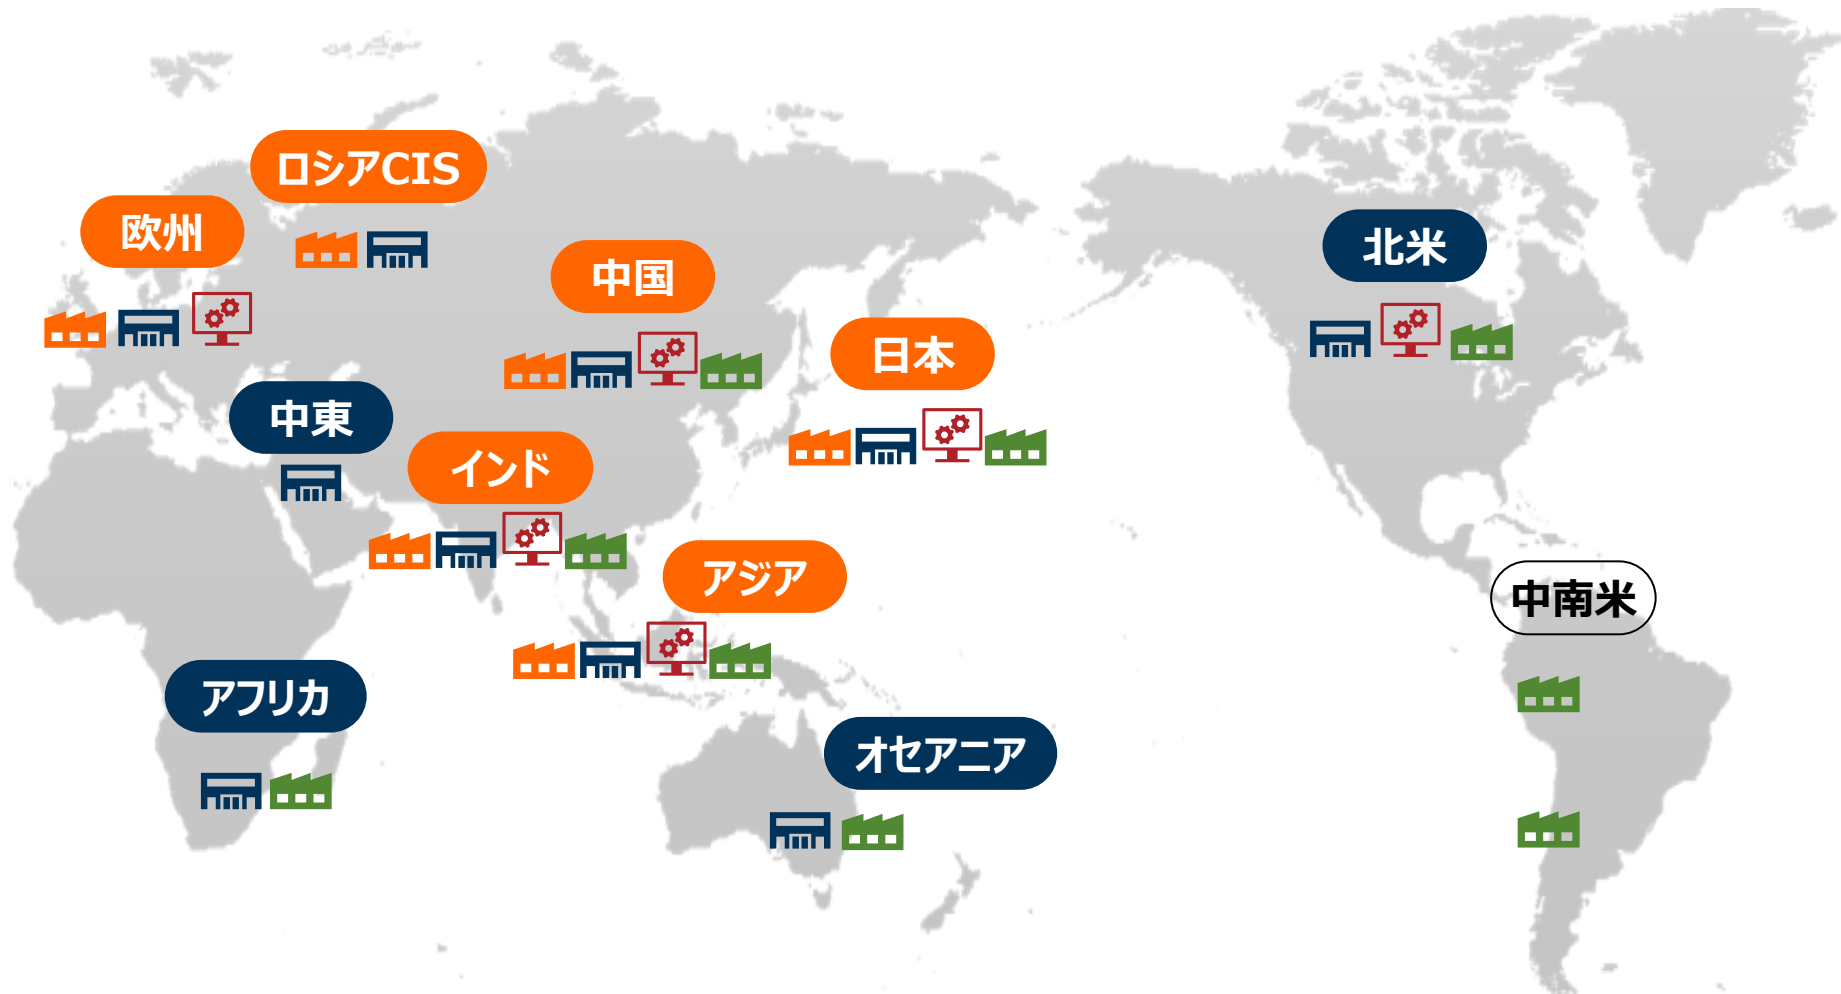 ロシアCIS
欧州
北米
中国
日本
中東
インド
アジア
中南米
アフリカ
オセアニア